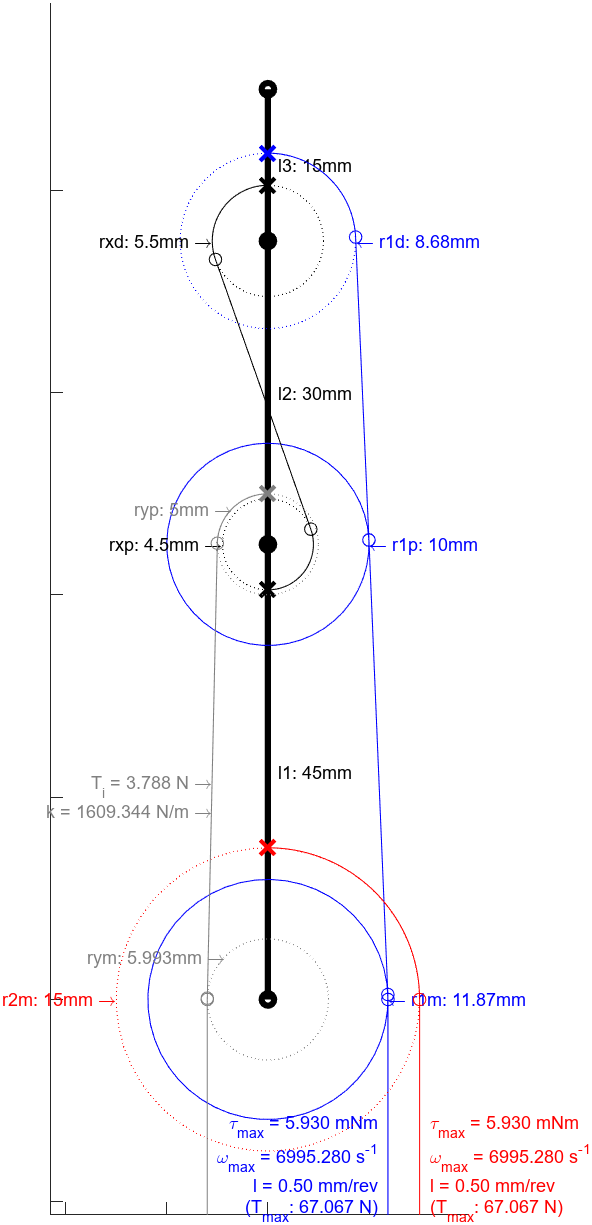 l3: 15mm
rxd: 5.5mm
r1d: 8.68mm
l2: 30mm
ryp: 5mm
rxp: 4.5mm
r1p: 10mm
l1: 45mm
T_i = 3.788 N
k = 1609.344 N/m
rym: 5.993mm
r2m: 15mm
r1m: 11.87mm
τ_max = 5.930 mNm
ω_max = 6995.280 s^-1
l = 0.50 mm/rev
(T_max: 67.067 N)
τ_max = 5.930 mNm
ω_max = 6995.280 s^-1
l = 0.50 mm/rev
(T_max: 67.067 N)